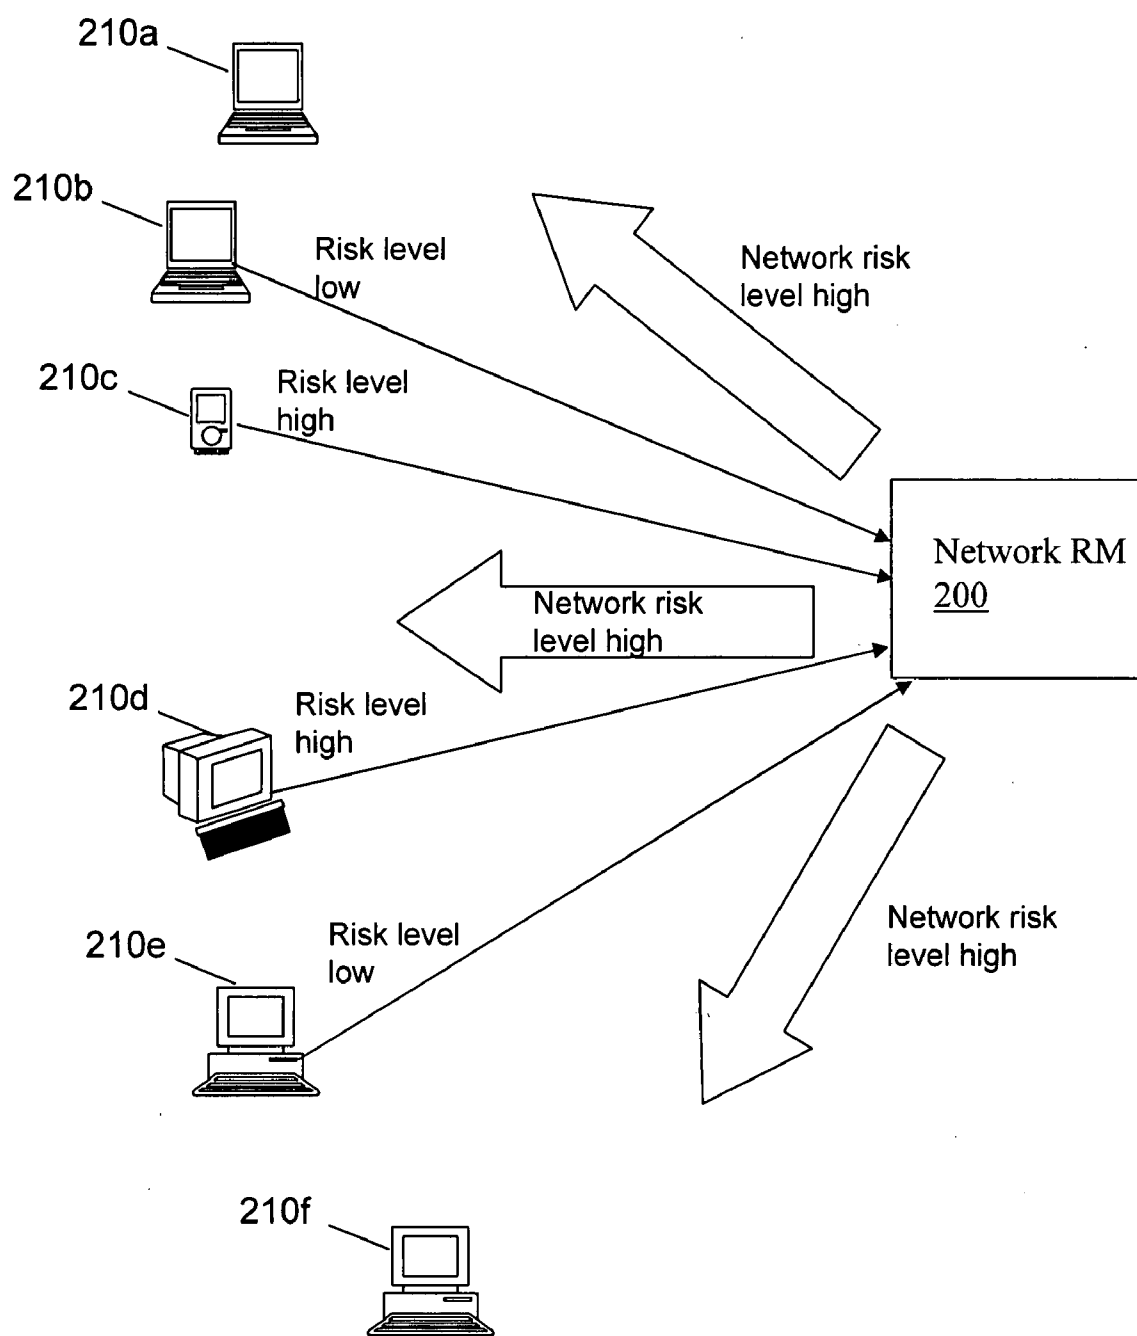 210a
210b
Risk level
low
Network risk
level high
210c
Risk level
high
Network RM
200
Network risk
level high
210d
Risk level
high
210e
Risk level
low
Network risk
level high
210f